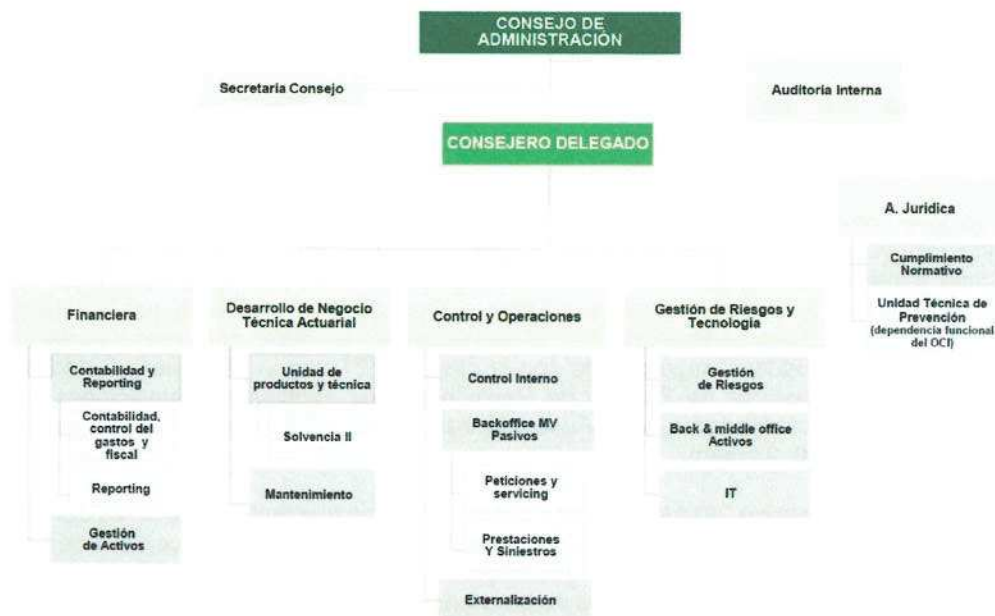 CONSEJO DE
ADMINISTRACIÓN
Secretaria Consejo
Auditoria Interna
CONSEJERO DELEGADO
A. Juridica
Cumplimiento
Normativo
Unidad Técnica de
Prevención
(dependencia funcional
del OCI)
Financiera
Contabilidad y
Reporting
Contabilidad,
control del
gastos y
fiscal
Reporting
Gestión
de Activos
Desarrollo de Negocio
Técnica Actuarial
Unidad de
productos y técnica
Solvencia II
Mantenimiento
Control y Operaciones
Control Interno
Backoffice MV
Pasivos
Peticiones y
servicing
Prestaciones
Y Siniestros
Externalización
Gestión de Riesgos y
Tecnologia
Gestión
de Riesgos
Back & middle office
Activos
IT